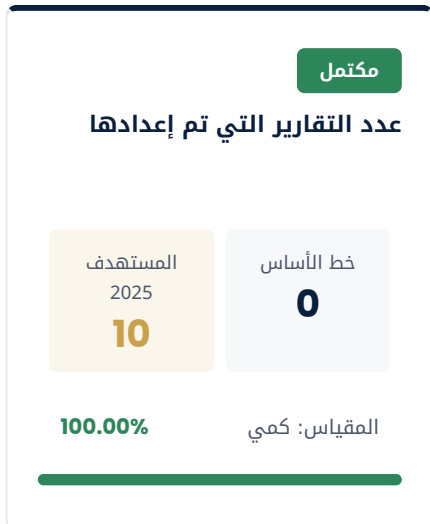 مكتمل
عدد التقارير التي تم إعدادها
خط الأساس
0
المستهدف
2025
10
المقياس: كمي
100.00%